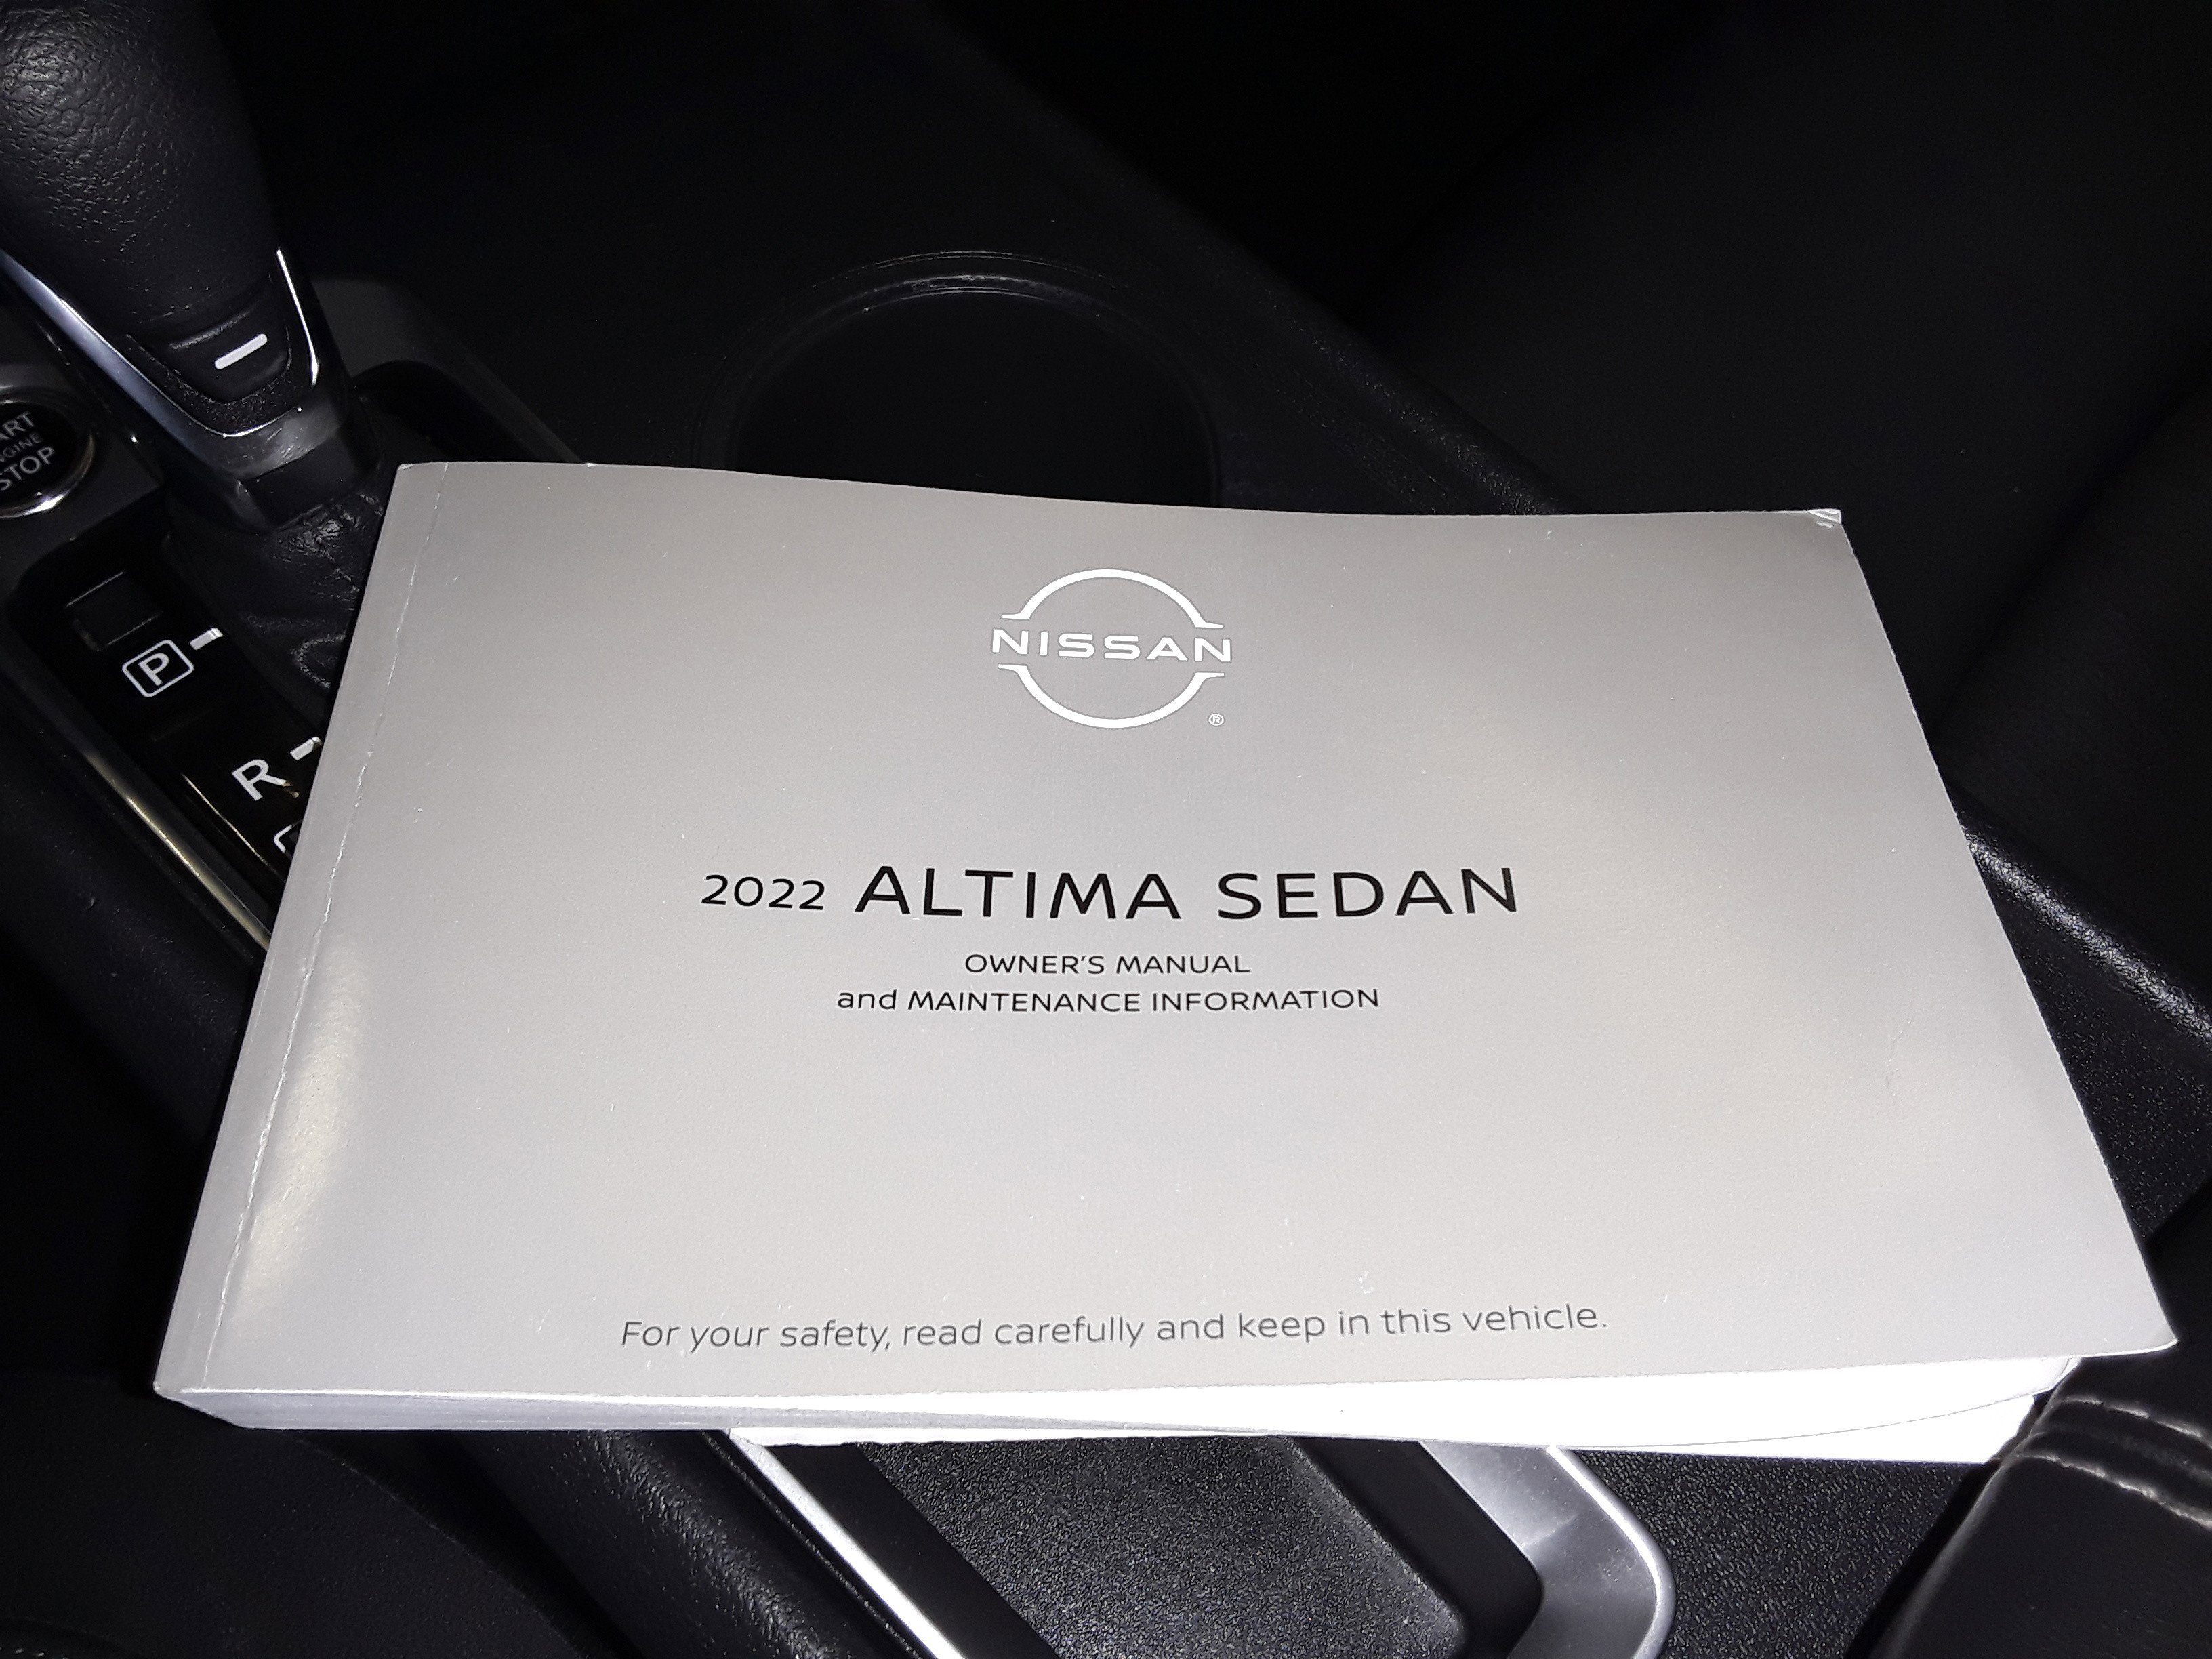 NISSAN
®
2022 ALTIMA SEDAN
OWNER'S MANUAL
and MAINTENANCE INFORMATION
For your safety, read carefully and keep in this vehicle.
STOP
P
R